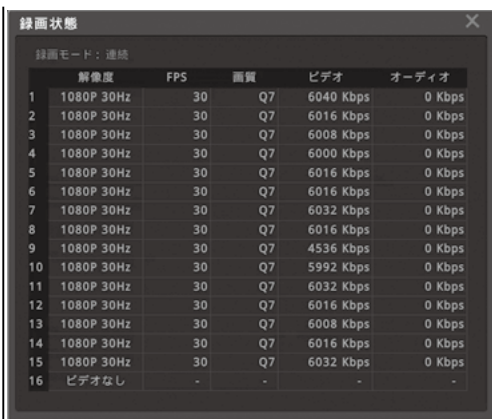 録画状態
録画モード: 連続
解像度 FPS 画質 ビデオ オーディオ
1 1080P 30Hz 30 Q7 6040 Kbps 0 Kbps
2 1080P 30Hz 30 Q7 6016 Kbps 0 Kbps
3 1080P 30Hz 30 Q7 6008 Kbps 0 Kbps
4 1080P 30Hz 30 Q7 6000 Kbps 0 Kbps
5 1080P 30Hz 30 Q7 6016 Kbps 0 Kbps
6 1080P 30Hz 30 Q7 6016 Kbps 0 Kbps
7 1080P 30Hz 30 Q7 6032 Kbps 0 Kbps
8 1080P 30Hz 30 Q7 6016 Kbps 0 Kbps
9 1080P 30Hz 30 Q7 4536 Kbps 0 Kbps
10 1080P 30Hz 30 Q7 5992 Kbps 0 Kbps
11 1080P 30Hz 30 Q7 6032 Kbps 0 Kbps
12 1080P 30Hz 30 Q7 6016 Kbps 0 Kbps
13 1080P 30Hz 30 Q7 6008 Kbps 0 Kbps
14 1080P 30Hz 30 Q7 6016 Kbps 0 Kbps
15 1080P 30Hz 30 Q7 6032 Kbps 0 Kbps
16 ビデオなし - - - -